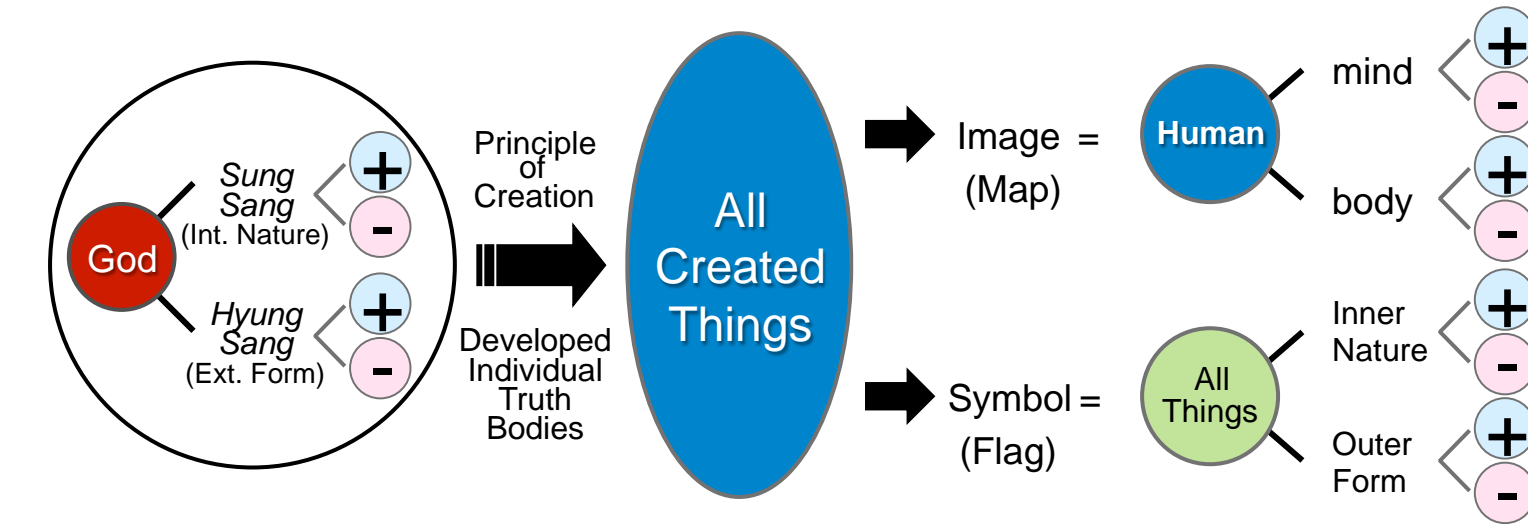 God
Sung
Sang
(Int. Nature)
+
-
Hyung
Sang
(Ext. Form)
+
-
Principle
of
Creation
Developed
Individual
Truth
Bodies
All
Created
Things
Image =
(Map)
Human
mind
+
-
body
+
-
Symbol =
(Flag)
All
Things
Inner
Nature
+
-
Outer
Form
+
-